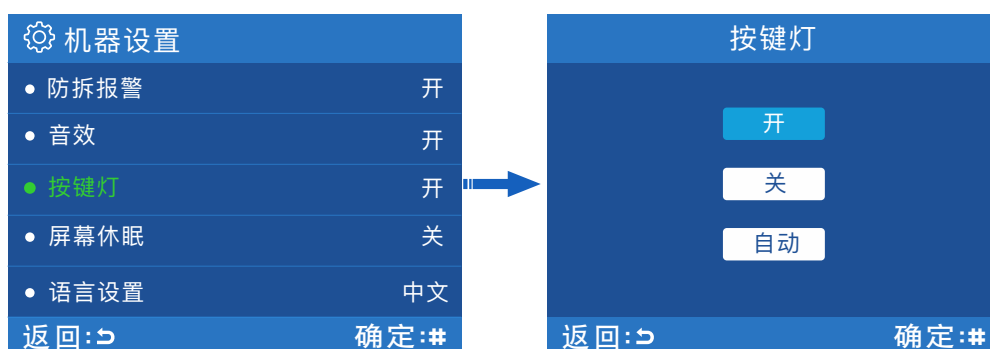 机器设置
防拆报警 开
音效 开
按键灯 开
屏幕休眠 关
语言设置 中文
返回:⮌ 确定:#
按键灯
开
关
自动
返回:⮌ 确定:#